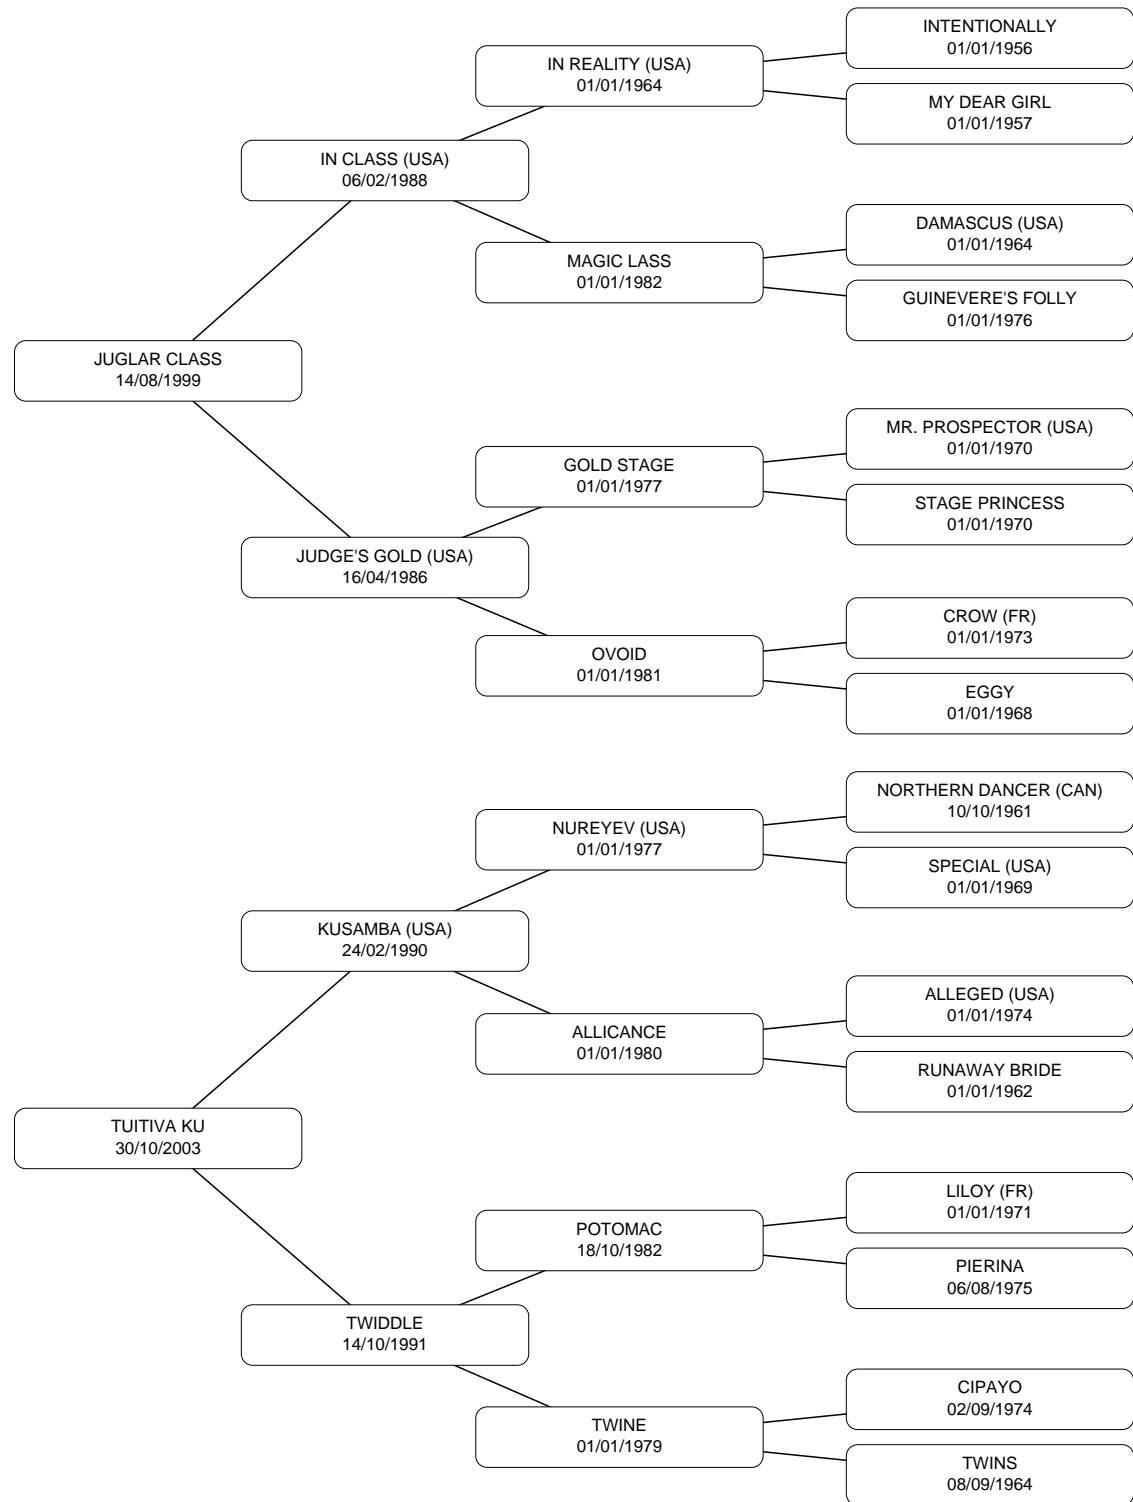 INTENTIONALLY
01/01/1956
IN REALITY (USA)
01/01/1964
MY DEAR GIRL
01/01/1957
IN CLASS (USA)
06/02/1988
DAMASCUS (USA)
01/01/1964
MAGIC LASS
01/01/1982
GUINEVERE'S FOLLY
01/01/1976
JUGLAR CLASS
14/08/1999
MR. PROSPECTOR (USA)
01/01/1970
GOLD STAGE
01/01/1977
STAGE PRINCESS
01/01/1970
JUDGE'S GOLD (USA)
16/04/1986
CROW (FR)
01/01/1973
OVOID
01/01/1981
EGGY
01/01/1968
NORTHERN DANCER (CAN)
10/10/1961
NUREYEV (USA)
01/01/1977
SPECIAL (USA)
01/01/1969
KUSAMBA (USA)
24/02/1990
ALLEGED (USA)
01/01/1974
ALLICANCE
01/01/1980
RUNAWAY BRIDE
01/01/1962
TUITIVA KU
30/10/2003
LILOY (FR)
01/01/1971
POTOMAC
18/10/1982
PIERINA
06/08/1975
TWIDDLE
14/10/1991
CIPAYO
02/09/1974
TWINE
01/01/1979
TWINS
08/09/1964